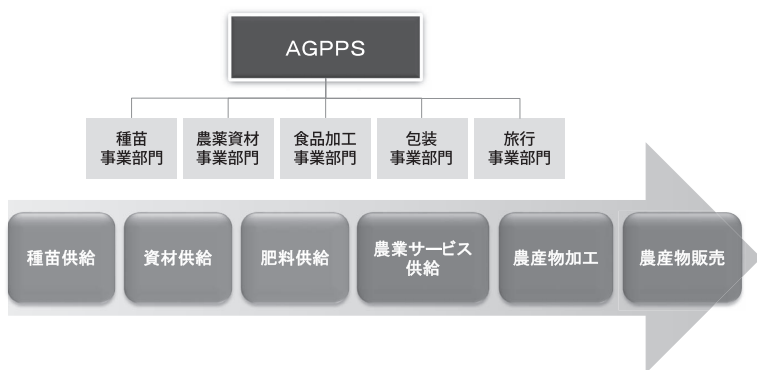 AGPPS
種苗
事業部門
農薬資材
事業部門
食品加工
事業部門
包装
事業部門
旅行
事業部門
種苗供給
資材供給
肥料供給
農業サービス
供給
農産物加工
農産物販売